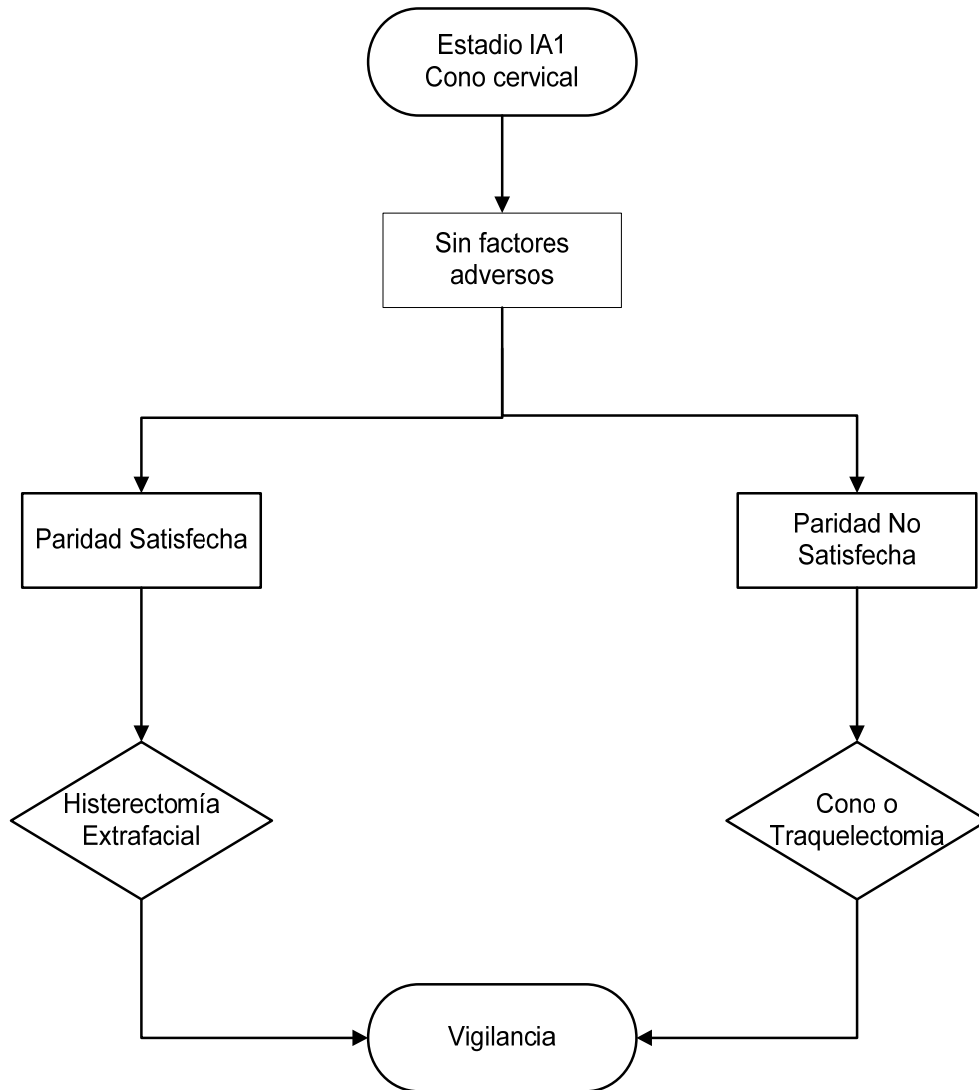 Estadio IA1
Cono cervical
Sin factores
adversos
Paridad Satisfecha
Paridad No
Satisfecha
Histerectomía
Extrafacial
Cono o
Traquelectomia
Vigilancia